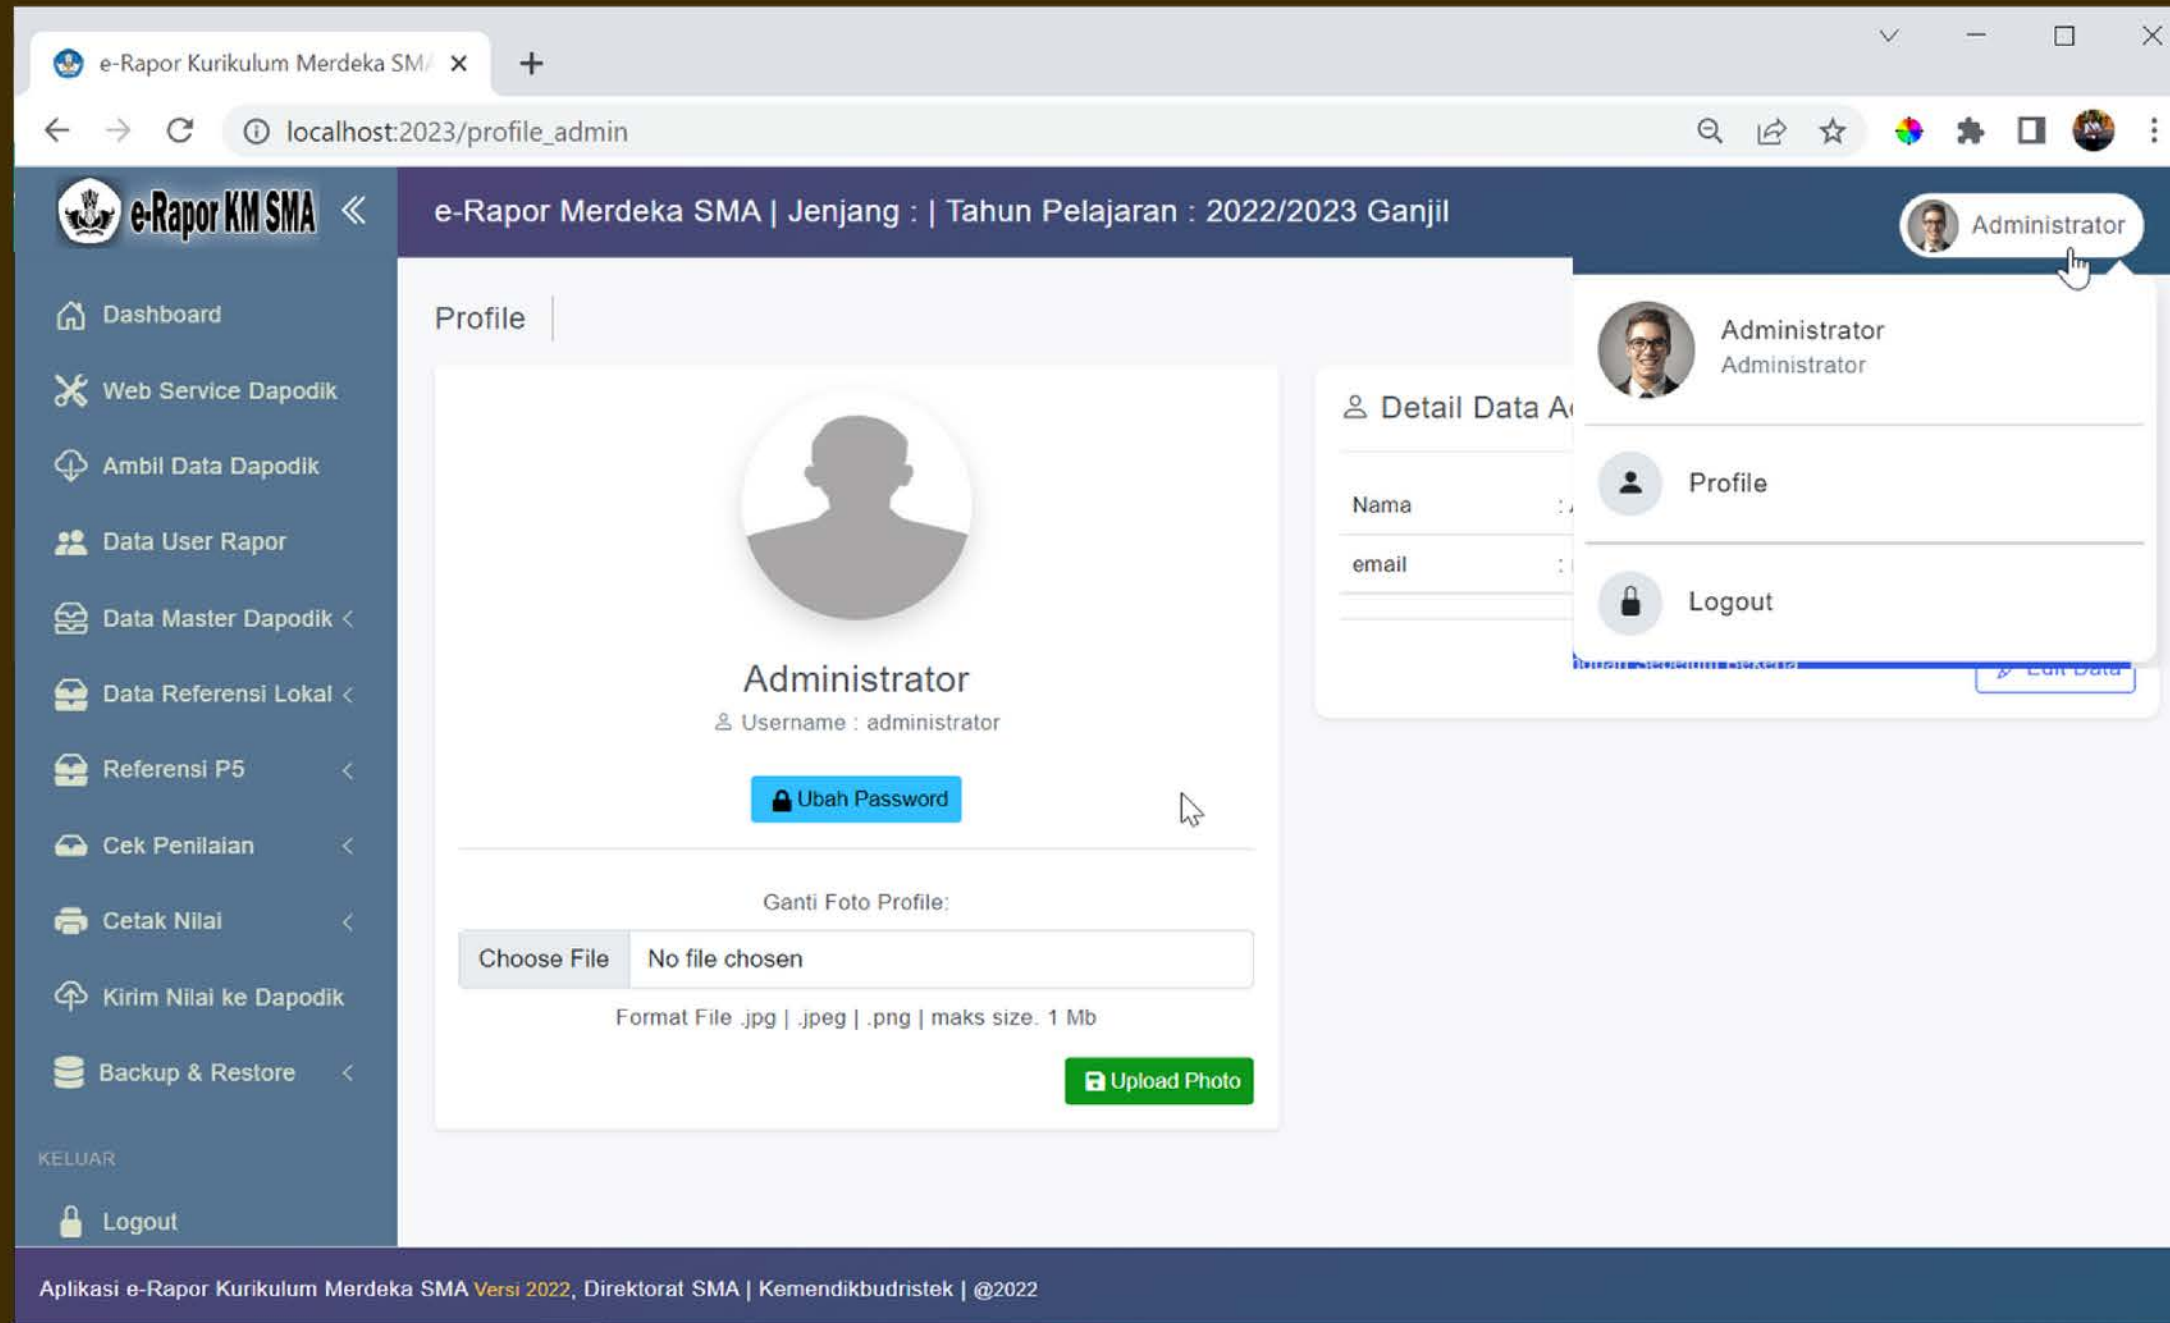 e-Rapor Kurikulum Merdeka SMA
localhost:2023/profile_admin
e-Rapor KM SMA
e-Rapor Merdeka SMA | Jenjang : | Tahun Pelajaran : 2022/2023 Ganjil
Administrator
Dashboard
Web Service Dapodik
Ambil Data Dapodik
Data User Rapor
Data Master Dapodik
Data Referensi Lokal
Referensi P5
Cek Penilaian
Cetak Nilai
Kirim Nilai ke Dapodik
Backup & Restore
KELUAR
Logout
Profile
Administrator
Username : administrator
Ubah Password
Ganti Foto Profile:
Choose File No file chosen
Format File .jpg | .jpeg | .png | maks size. 1 Mb
Upload Photo
Detail Data
Nama :
email :
Edit Data
Administrator
Administrator
Profile
Logout
Aplikasi e-Rapor Kurikulum Merdeka SMA Versi 2022, Direktorat SMA | Kemendikbudristek | @2022